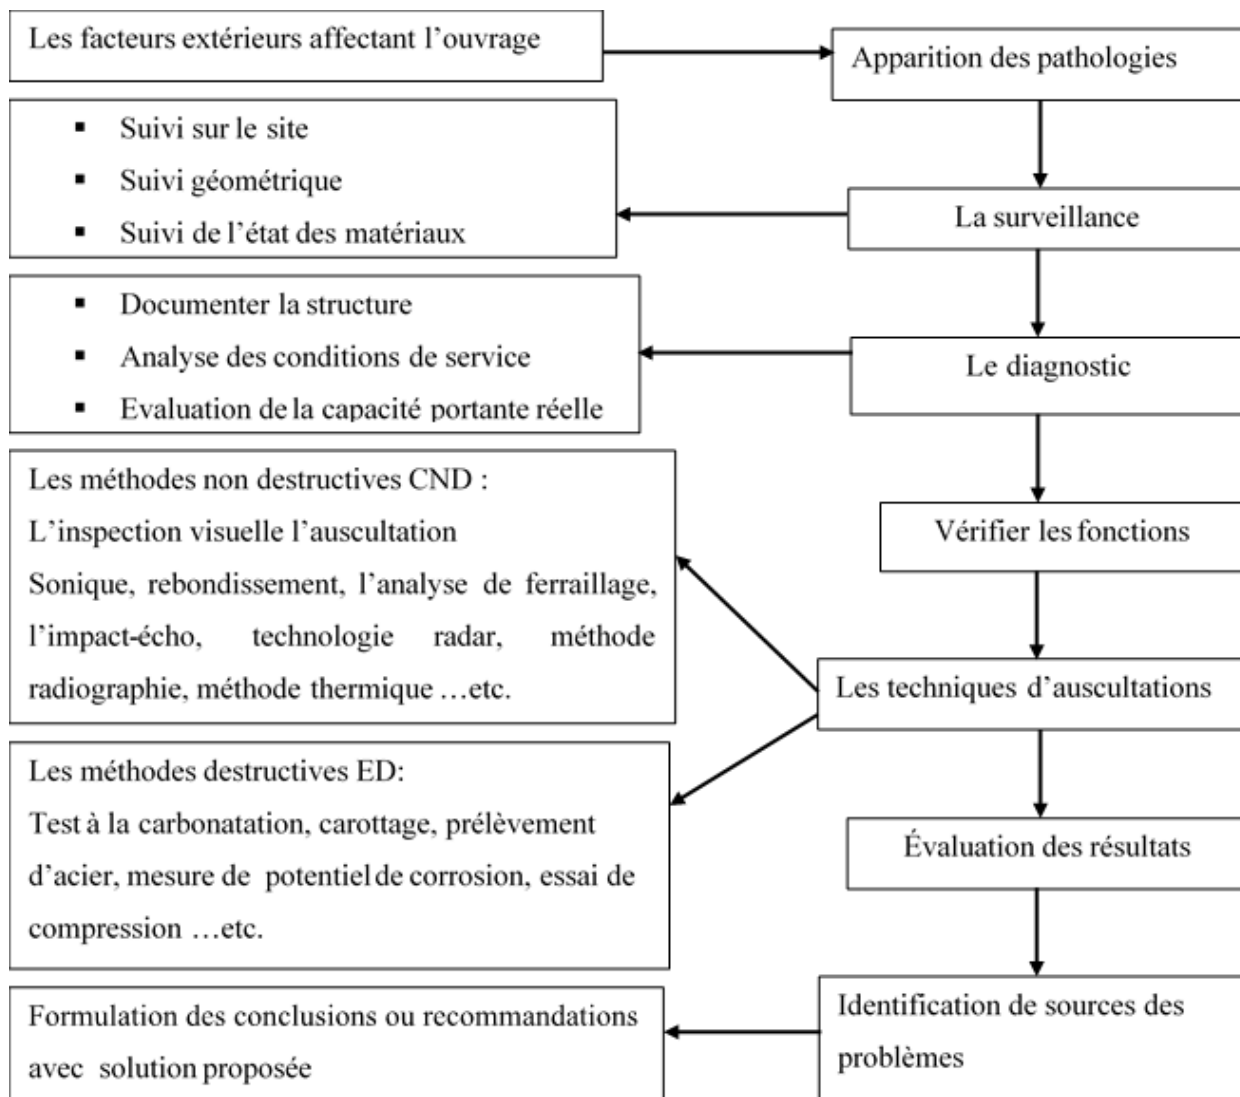 Les facteurs extérieurs affectant l'ouvrage
Apparition des pathologies
▪ Suivi sur le site
▪ Suivi géométrique
▪ Suivi de l'état des matériaux
La surveillance
▪ Documenter la structure
▪ Analyse des conditions de service
▪ Evaluation de la capacité portante réelle
Le diagnostic
Les méthodes non destructives CND :
L'inspection visuelle l'auscultation
Sonique, rebondissement, l'analyse de ferraillage,
l'impact-écho, technologie radar, méthode
radiographie, méthode thermique …etc.
Vérifier les fonctions
Les techniques d'auscultations
Les méthodes destructives ED:
Test à la carbonatation, carottage, prélèvement
d'acier, mesure de potentiel de corrosion, essai de
compression …etc.
Évaluation des résultats
Identification de sources des
problèmes
Formulation des conclusions ou recommandations
avec solution proposée